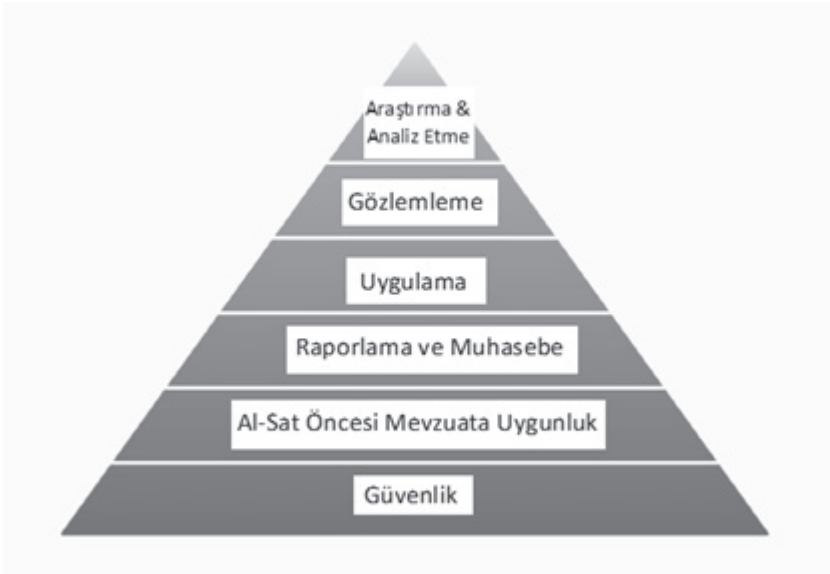 Araştırma &
Analiz Etme
Gözlemleme
Uygulama
Raporlama ve Muhasebe
Al-Sat Öncesi Mevzuata Uygunluk
Güvenlik